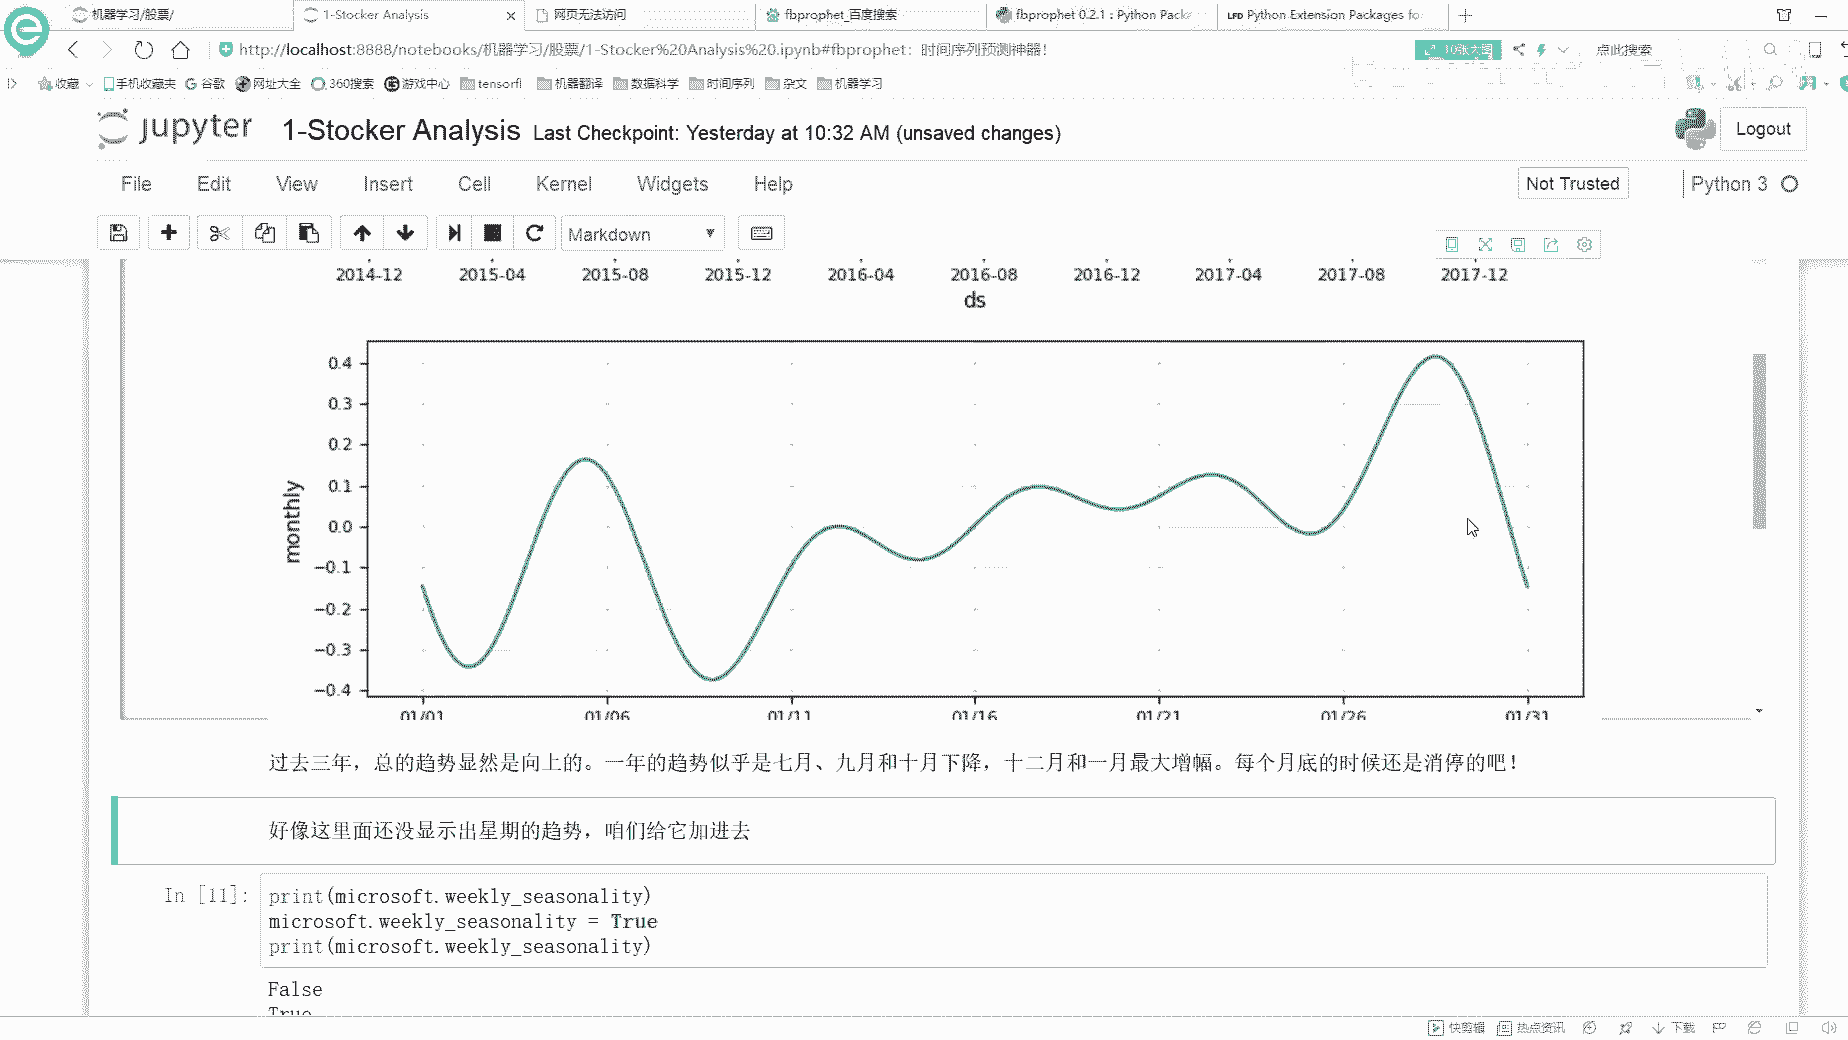 机器学习/股票/
1-Stocker Analysis
网页无法访问
fbprophet_百度搜索
fbprophet 0.2.1 : Python Pack
LFD Python Extension Packages fo
http://localhost:8888/notebooks/机器学习/股票/1-Stocker%20Analysis%20.ipynb#fbprophet：时间序列预测神器！
10张大图
点此搜索
收藏
手机收藏夹
谷歌
网址大全
360搜索
游戏中心
tensorfl
机器翻译
数据科学
时间序列
杂文
机器学习
jupyter
1-Stocker Analysis
Last Checkpoint: Yesterday at 10:32 AM (unsaved changes)
Logout
File Edit View Insert Cell Kernel Widgets Help
Not Trusted
Python 3
Markdown
2014-12 2015-04 2015-08 2015-12 2016-04 2016-08 2016-12 2017-04 2017-08 2017-12
ds
0.4
0.3
0.2
0.1
0.0
−0.1
−0.2
−0.3
−0.4
monthly
01/01 01/06 01/11 01/16 01/21 01/26 01/31
过去三年，总的趋势显然是向上的。一年的趋势似乎是七月、九月和十月下降，十二月和一月最大增幅。每个月底的时候还是消停的吧！
好像这里面还没显示出星期的趋势，咱们给它加进去
In [11]:
print(microsoft.weekly_seasonality)
microsoft.weekly_seasonality = True
print(microsoft.weekly_seasonality)
False
True
快剪辑
热点资讯
下载